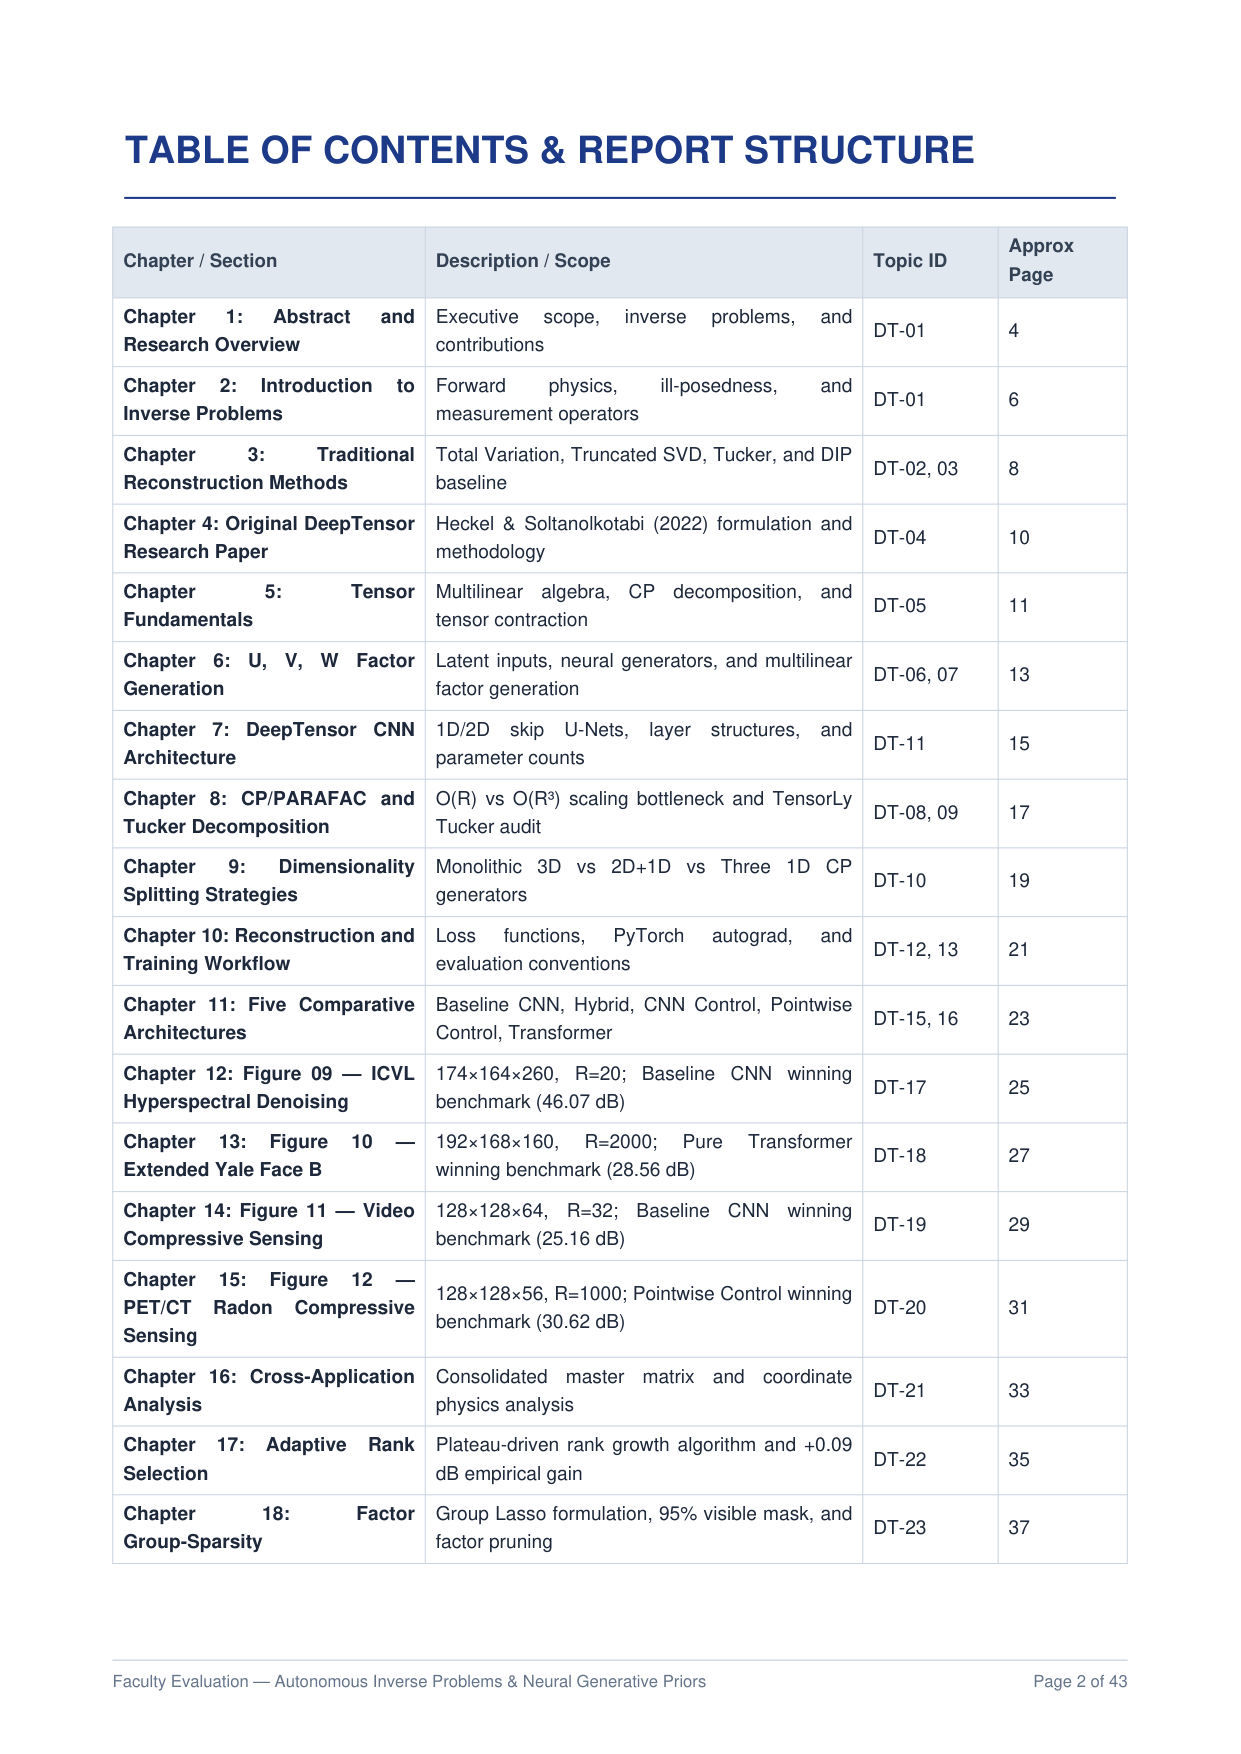 TABLE OF CONTENTS & REPORT STRUCTURE
Chapter / Section
Description / Scope
Topic ID
Approx
Page
Chapter 1: Abstract and
Research Overview
Executive scope, inverse problems, and
contributions
DT-01
4
Chapter 2: Introduction to
Inverse Problems
Forward physics, ill-posedness, and
measurement operators
DT-01
6
Chapter 3: Traditional
Reconstruction Methods
Total Variation, Truncated SVD, Tucker, and DIP
baseline
DT-02, 03
8
Chapter 4: Original DeepTensor
Research Paper
Heckel & Soltanolkotabi (2022) formulation and
methodology
DT-04
10
Chapter 5: Tensor
Fundamentals
Multilinear algebra, CP decomposition, and
tensor contraction
DT-05
11
Chapter 6: U, V, W Factor
Generation
Latent inputs, neural generators, and multilinear
factor generation
DT-06, 07
13
Chapter 7: DeepTensor CNN
Architecture
1D/2D skip U-Nets, layer structures, and
parameter counts
DT-11
15
Chapter 8: CP/PARAFAC and
Tucker Decomposition
O(R) vs O(R³) scaling bottleneck and TensorLy
Tucker audit
DT-08, 09
17
Chapter 9: Dimensionality
Splitting Strategies
Monolithic 3D vs 2D+1D vs Three 1D CP
generators
DT-10
19
Chapter 10: Reconstruction and
Training Workflow
Loss functions, PyTorch autograd, and
evaluation conventions
DT-12, 13
21
Chapter 11: Five Comparative
Architectures
Baseline CNN, Hybrid, CNN Control, Pointwise
Control, Transformer
DT-15, 16
23
Chapter 12: Figure 09 — ICVL
Hyperspectral Denoising
174×164×260, R=20; Baseline CNN winning
benchmark (46.07 dB)
DT-17
25
Chapter 13: Figure 10 —
Extended Yale Face B
192×168×160, R=2000; Pure Transformer
winning benchmark (28.56 dB)
DT-18
27
Chapter 14: Figure 11 — Video
Compressive Sensing
128×128×64, R=32; Baseline CNN winning
benchmark (25.16 dB)
DT-19
29
Chapter 15: Figure 12 —
PET/CT Radon Compressive
Sensing
128×128×56, R=1000; Pointwise Control winning
benchmark (30.62 dB)
DT-20
31
Chapter 16: Cross-Application
Analysis
Consolidated master matrix and coordinate
physics analysis
DT-21
33
Chapter 17: Adaptive Rank
Selection
Plateau-driven rank growth algorithm and +0.09
dB empirical gain
DT-22
35
Chapter 18: Factor
Group-Sparsity
Group Lasso formulation, 95% visible mask, and
factor pruning
DT-23
37
Faculty Evaluation — Autonomous Inverse Problems & Neural Generative Priors
Page 2 of 43